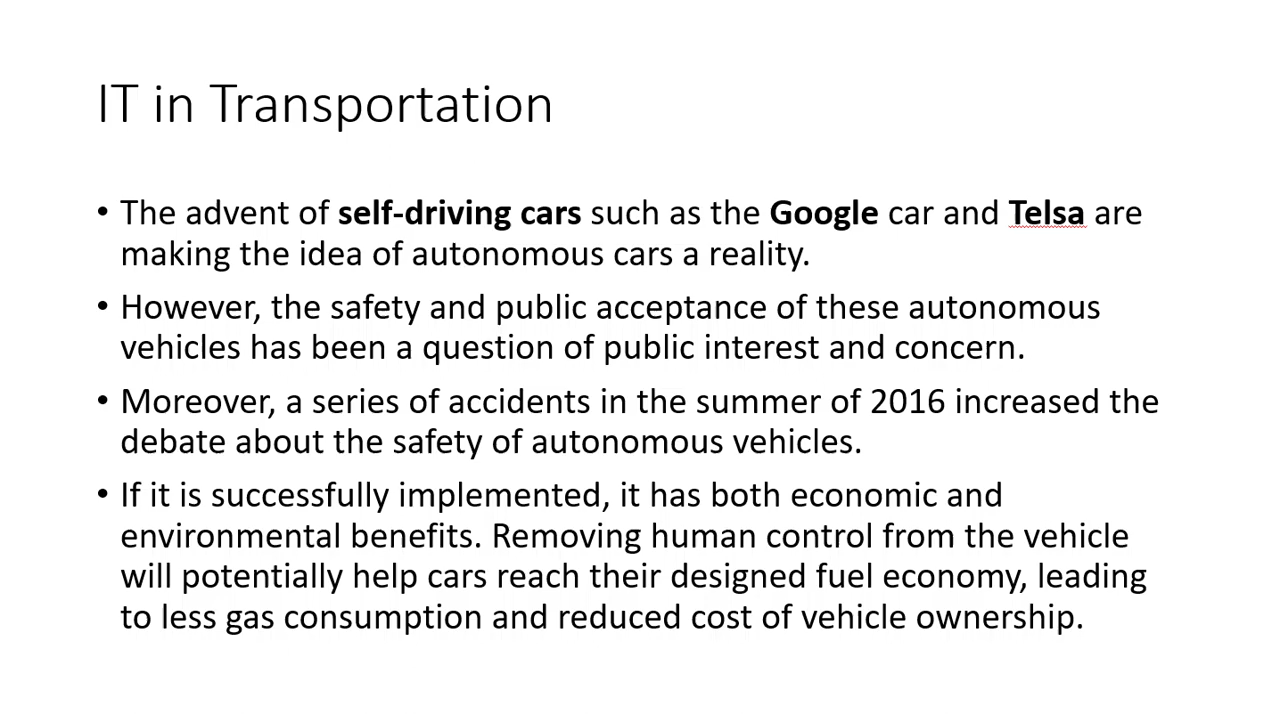 IT in Transportation
• The advent of self-driving cars such as the Google car and Telsa are
making the idea of autonomous cars a reality.
• However, the safety and public acceptance of these autonomous
vehicles has been a question of public interest and concern.
• Moreover, a series of accidents in the summer of 2016 increased the
debate about the safety of autonomous vehicles.
• If it is successfully implemented, it has both economic and
environmental benefits. Removing human control from the vehicle
will potentially help cars reach their designed fuel economy, leading
to less gas consumption and reduced cost of vehicle ownership.